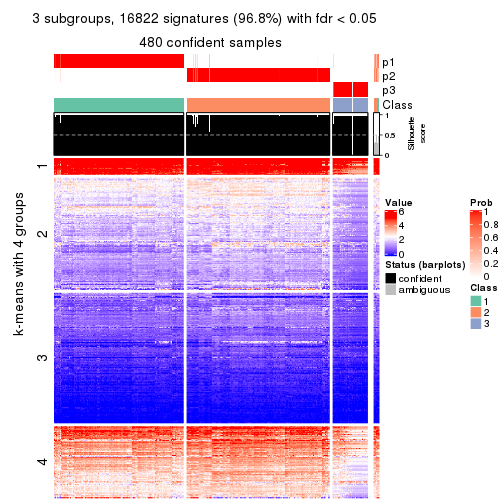 3 subgroups, 16822 signatures (96.8%) with fdr < 0.05
480 confident samples
p1
p2
p3
Class
1
0.5
0
Silhouette
score
k-means with 4 groups
1
2
3
4
Value
6
4
2
0
Status (barplots)
confident
ambiguous
Prob
1
0.8
0.6
0.4
0.2
0
Class
1
2
3